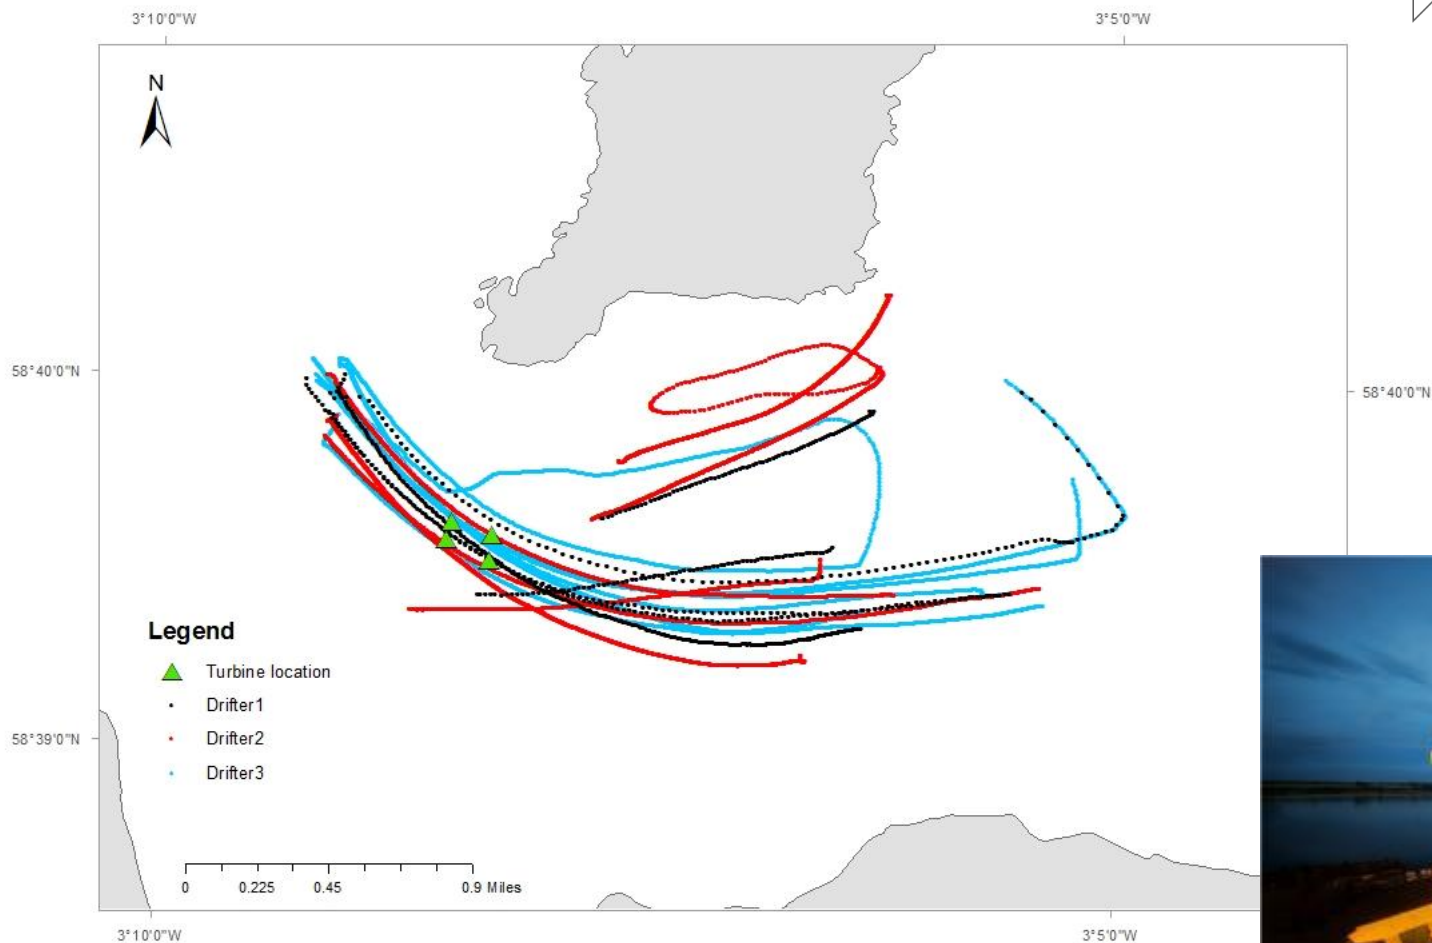 3°10'0"W 3°5'0"W
N
58°40'0"N 58°40'0"N
Legend
Turbine location
Drifter1
58°39'0"N
Drifter2
Drifter3
0 0.225 0.45 0.9 Miles
3°10'0"W 3°5'0"W